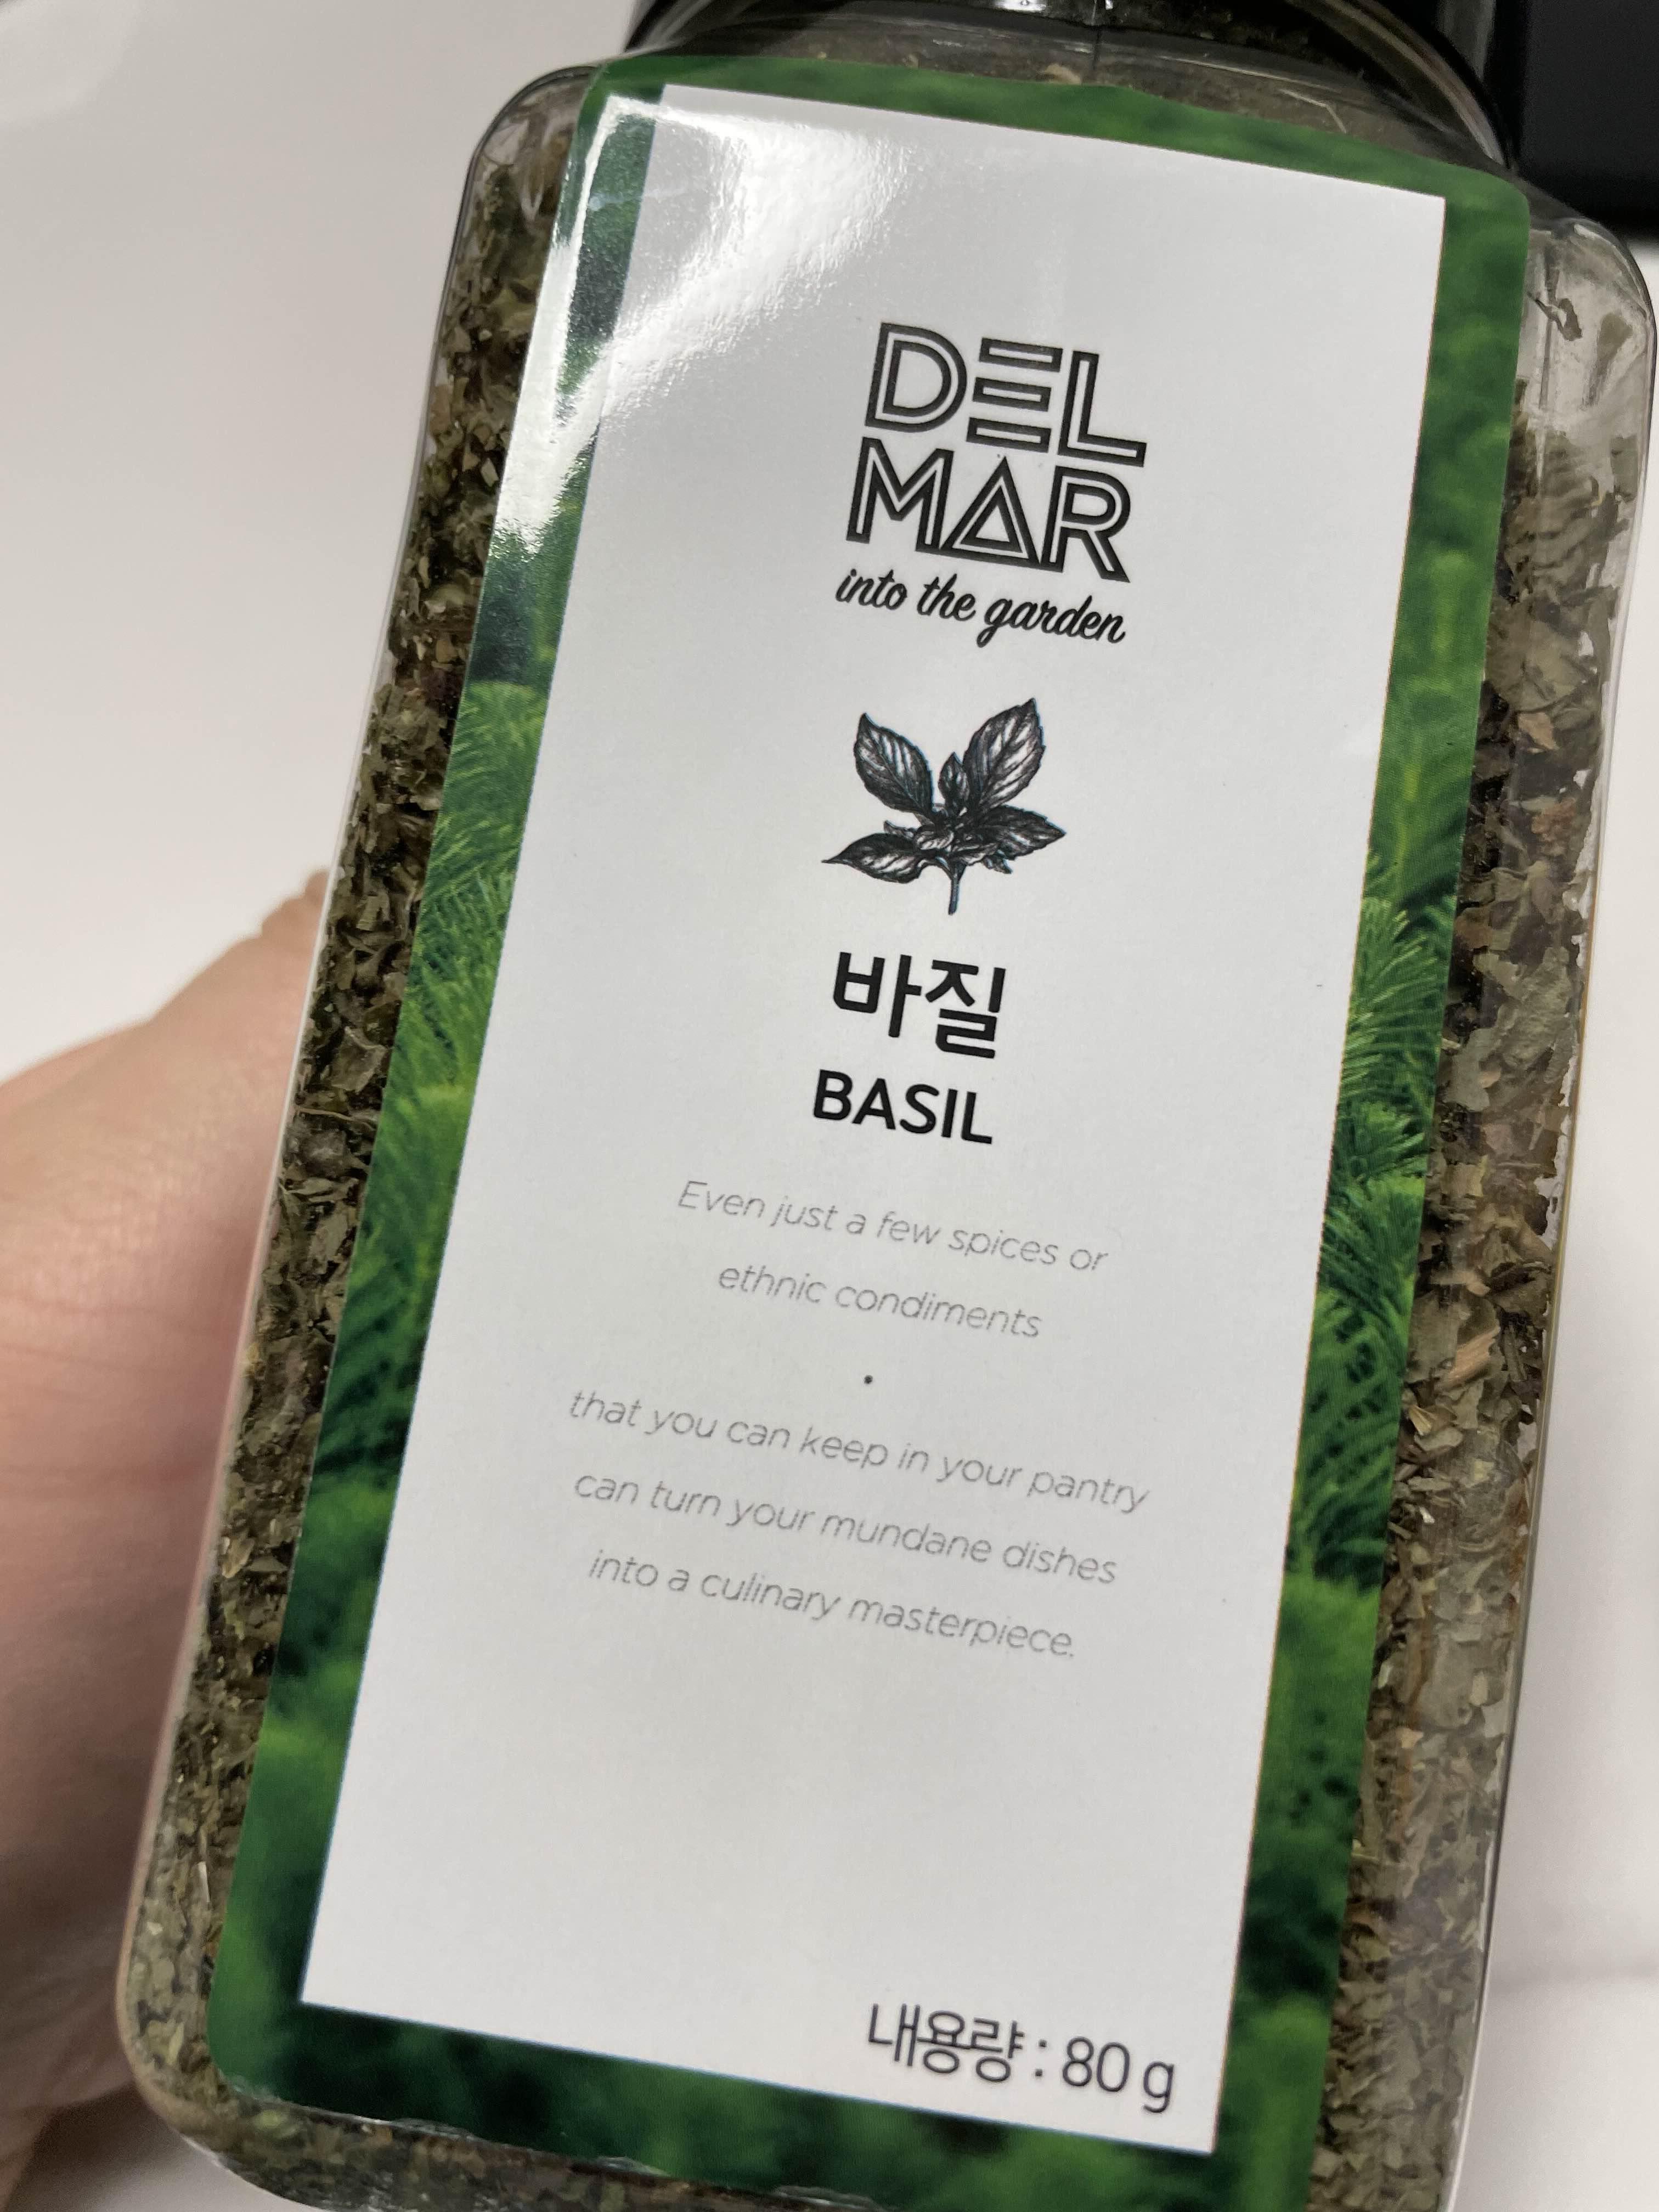 DEL
MAR
into the garden
바질
BASIL
Even just a few spices or
ethnic condiments
•
that you can keep in your pantry
can turn your mundane dishes
into a culinary masterpiece.
내용량 : 80 g